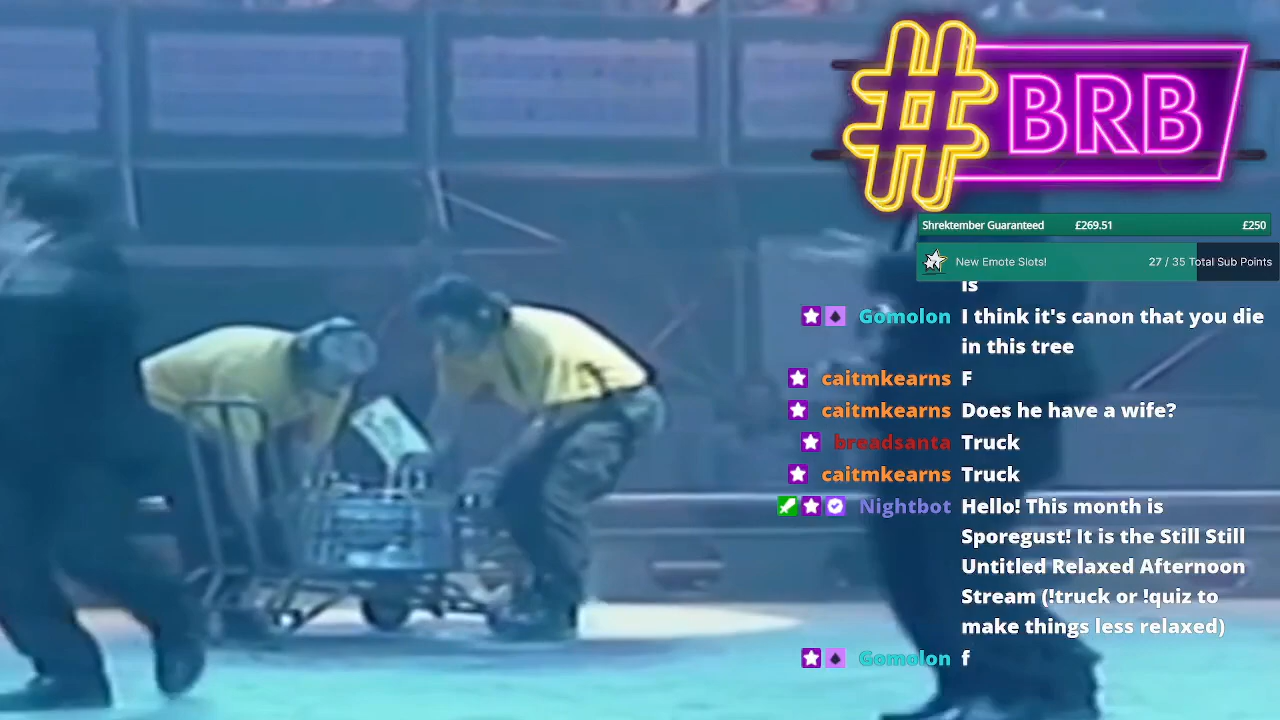 #BRB
Shrektember Guaranteed £269.51 £250
New Emote Slots! 27 / 35 Total Sub Points
is
Gomolon I think it's canon that you die
in this tree
caitmkearns F
caitmkearns Does he have a wife?
breadsanta Truck
caitmkearns Truck
Nightbot Hello! This month is
Sporegust! It is the Still Still
Untitled Relaxed Afternoon
Stream (!truck or !quiz to
make things less relaxed)
Gomolon f